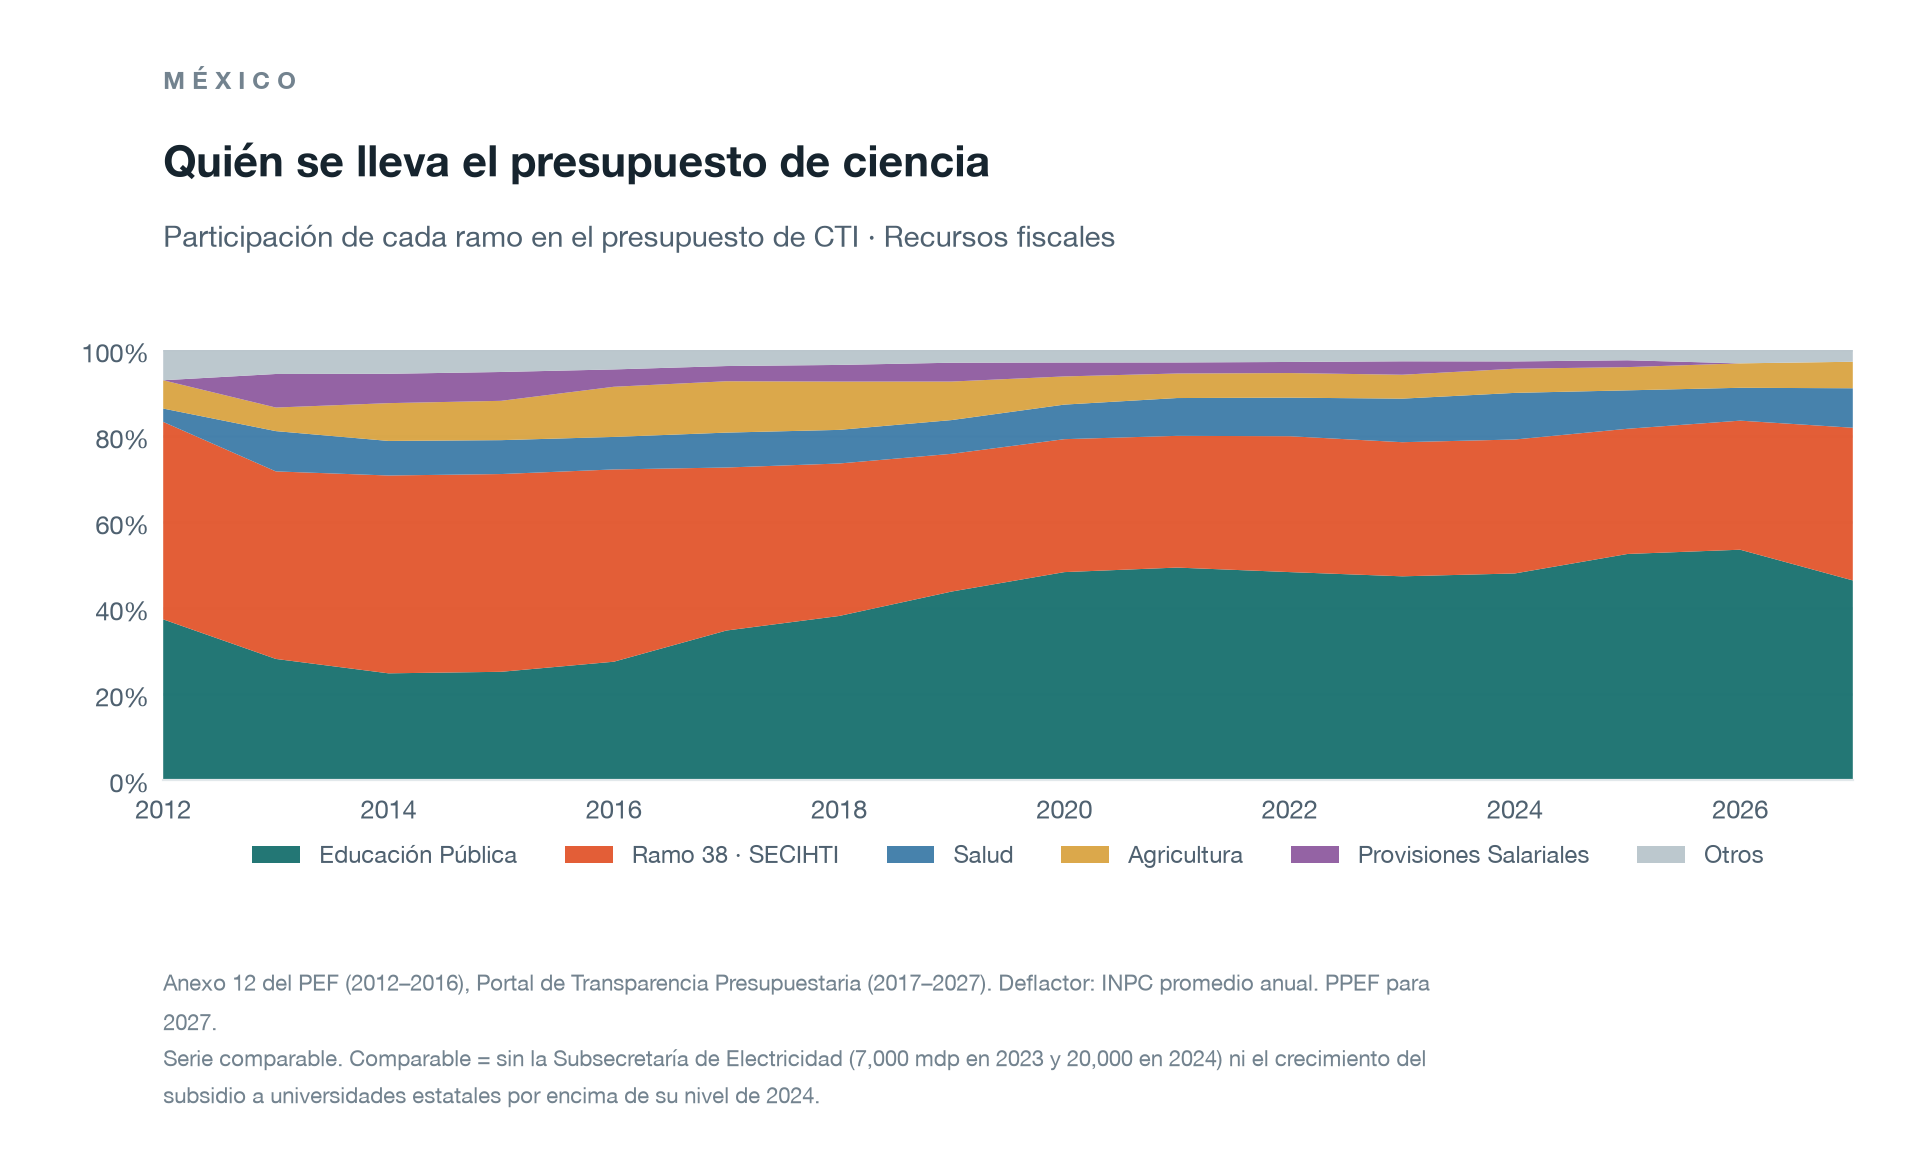 MÉXICO
Quién se lleva el presupuesto de ciencia
Participación de cada ramo en el presupuesto de CTI · Recursos fiscales
100%
80%
60%
40%
20%
0%
2012 2014 2016 2018 2020 2022 2024 2026
Educación Pública Ramo 38 · SECIHTI Salud Agricultura Provisiones Salariales Otros
Anexo 12 del PEF (2012–2016), Portal de Transparencia Presupuestaria (2017–2027). Deflactor: INPC promedio anual. PPEF para
2027.
Serie comparable. Comparable = sin la Subsecretaría de Electricidad (7,000 mdp en 2023 y 20,000 en 2024) ni el crecimiento del
subsidio a universidades estatales por encima de su nivel de 2024.